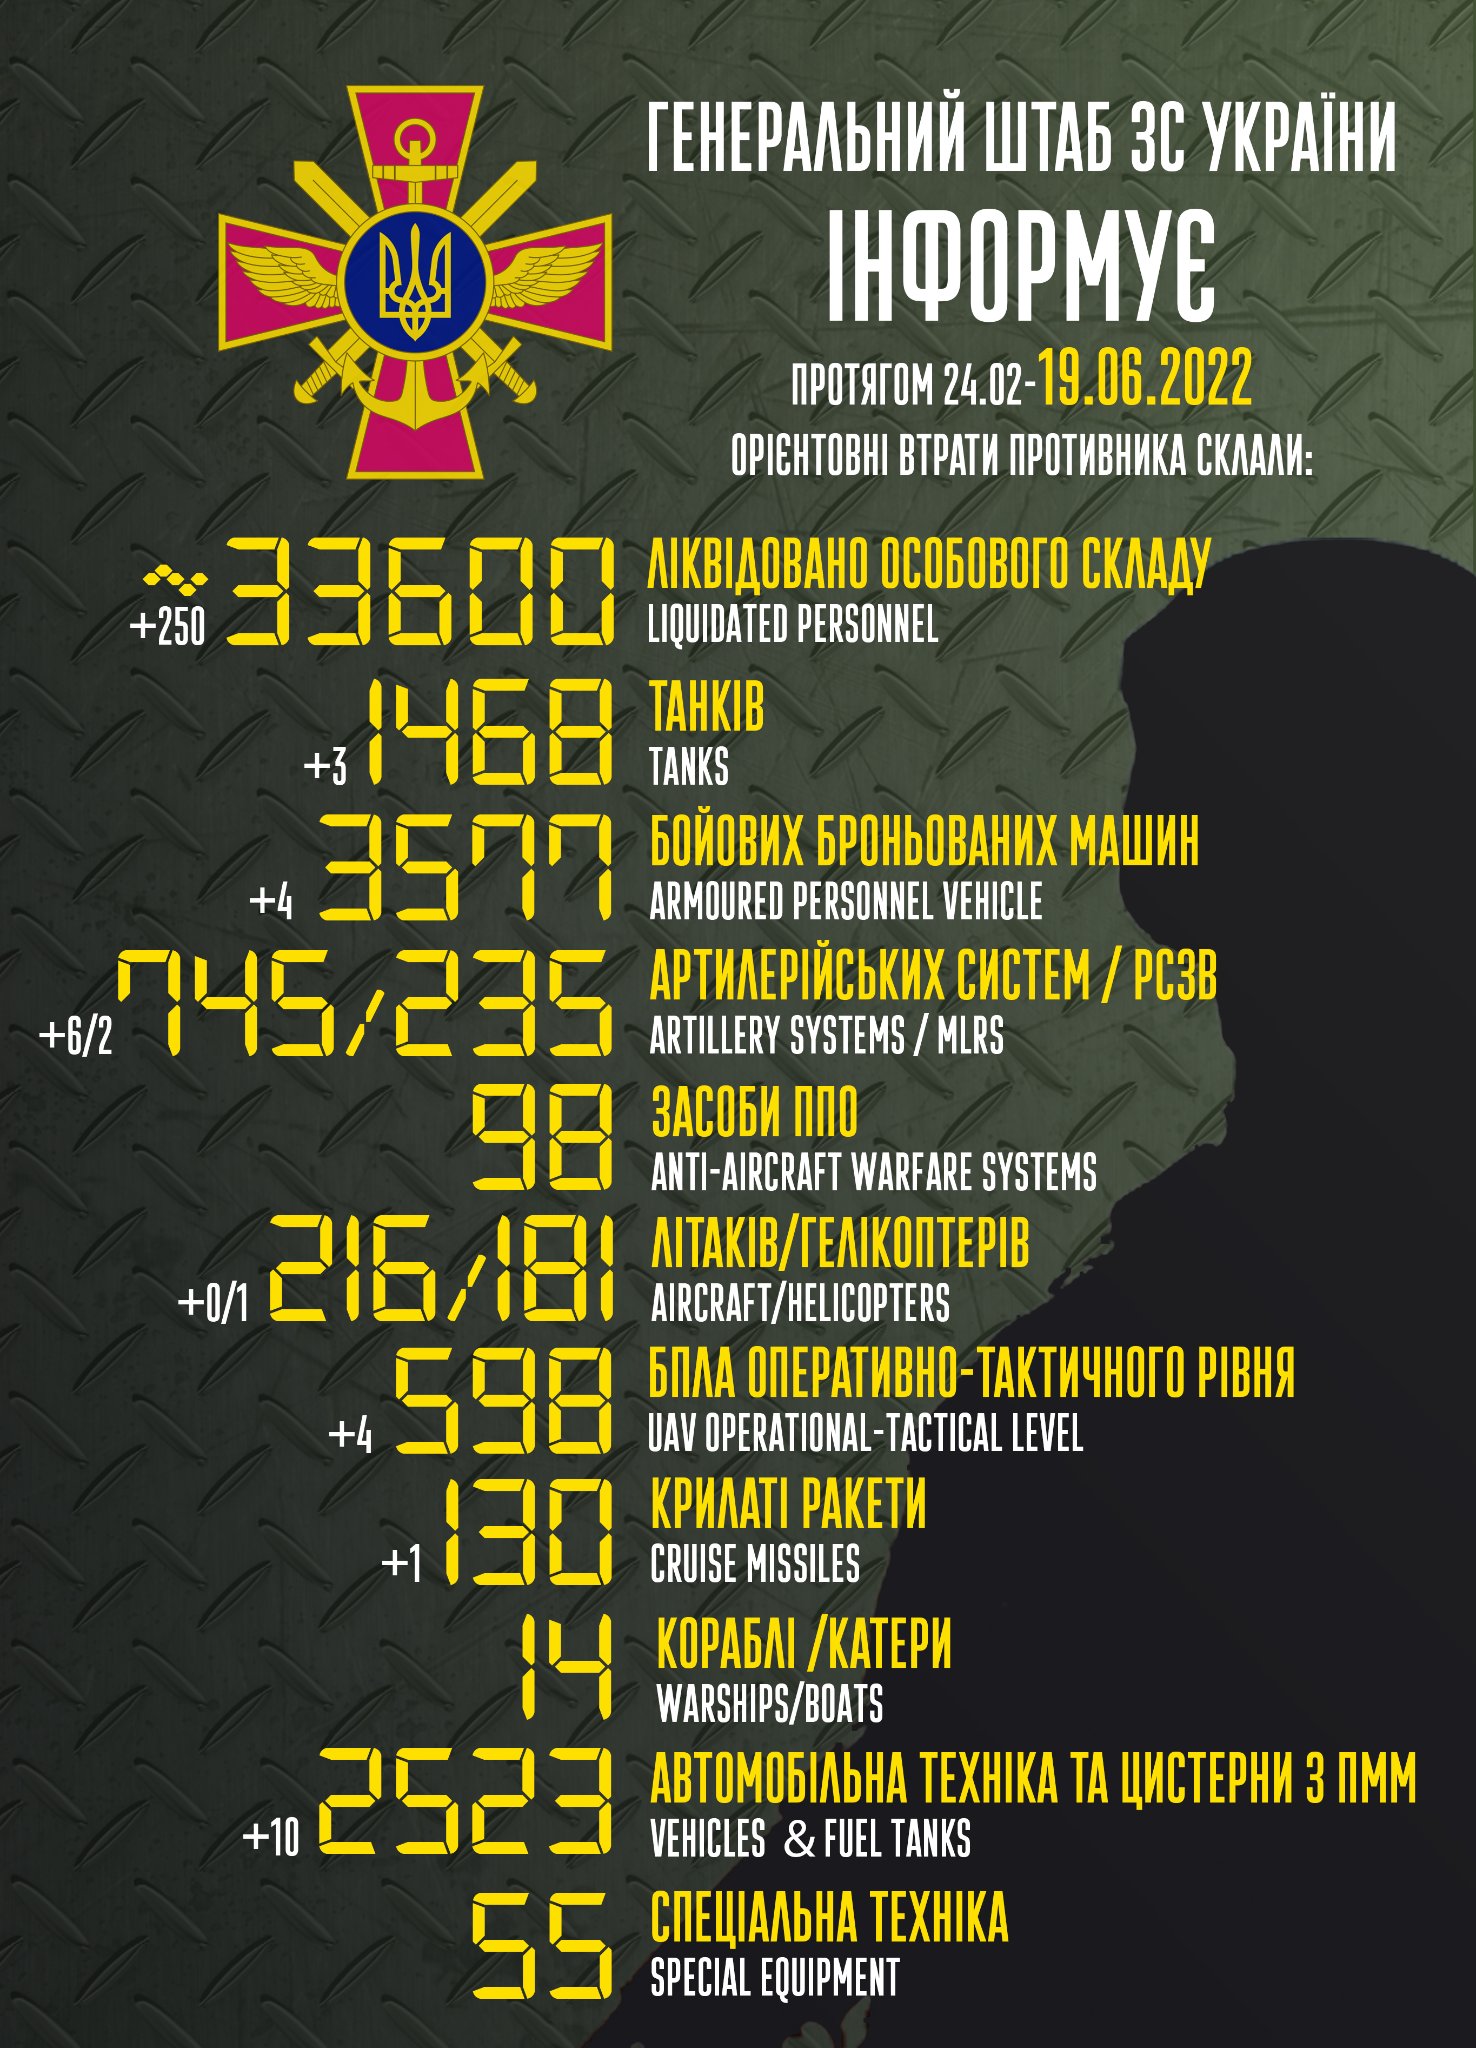 ГЕНЕРАЛЬНИЙ ШТАБ ЗС УКРАЇНИ
ІНФОРМУЄ
ПРОТЯГОМ 24.02-19.06.2022
ОРІЄНТОВНІ ВТРАТИ ПРОТИВНИКА СКЛАЛИ:
~33600 ЛІКВІДОВАНО ОСОБОВОГО СКЛАДУ
+250 LIQUIDATED PERSONNEL
1468 ТАНКІВ
+3 TANKS
3577 БОЙОВИХ БРОНЬОВАНИХ МАШИН
+4 ARMOURED PERSONNEL VEHICLE
745/235 АРТИЛЕРІЙСЬКИХ СИСТЕМ / РСЗВ
+6/2 ARTILLERY SYSTEMS / MLRS
98 ЗАСОБИ ППО
ANTI-AIRCRAFT WARFARE SYSTEMS
216/181 ЛІТАКІВ/ГЕЛІКОПТЕРІВ
+0/1 AIRCRAFT/HELICOPTERS
598 БПЛА ОПЕРАТИВНО-ТАКТИЧНОГО РІВНЯ
+4 UAV OPERATIONAL-TACTICAL LEVEL
130 КРИЛАТІ РАКЕТИ
+1 CRUISE MISSILES
14 КОРАБЛІ /КАТЕРИ
WARSHIPS/BOATS
2523 АВТОМОБІЛЬНА ТЕХНІКА ТА ЦИСТЕРНИ З ПММ
+10 VEHICLES & FUEL TANKS
55 СПЕЦІАЛЬНА ТЕХНІКА
SPECIAL EQUIPMENT